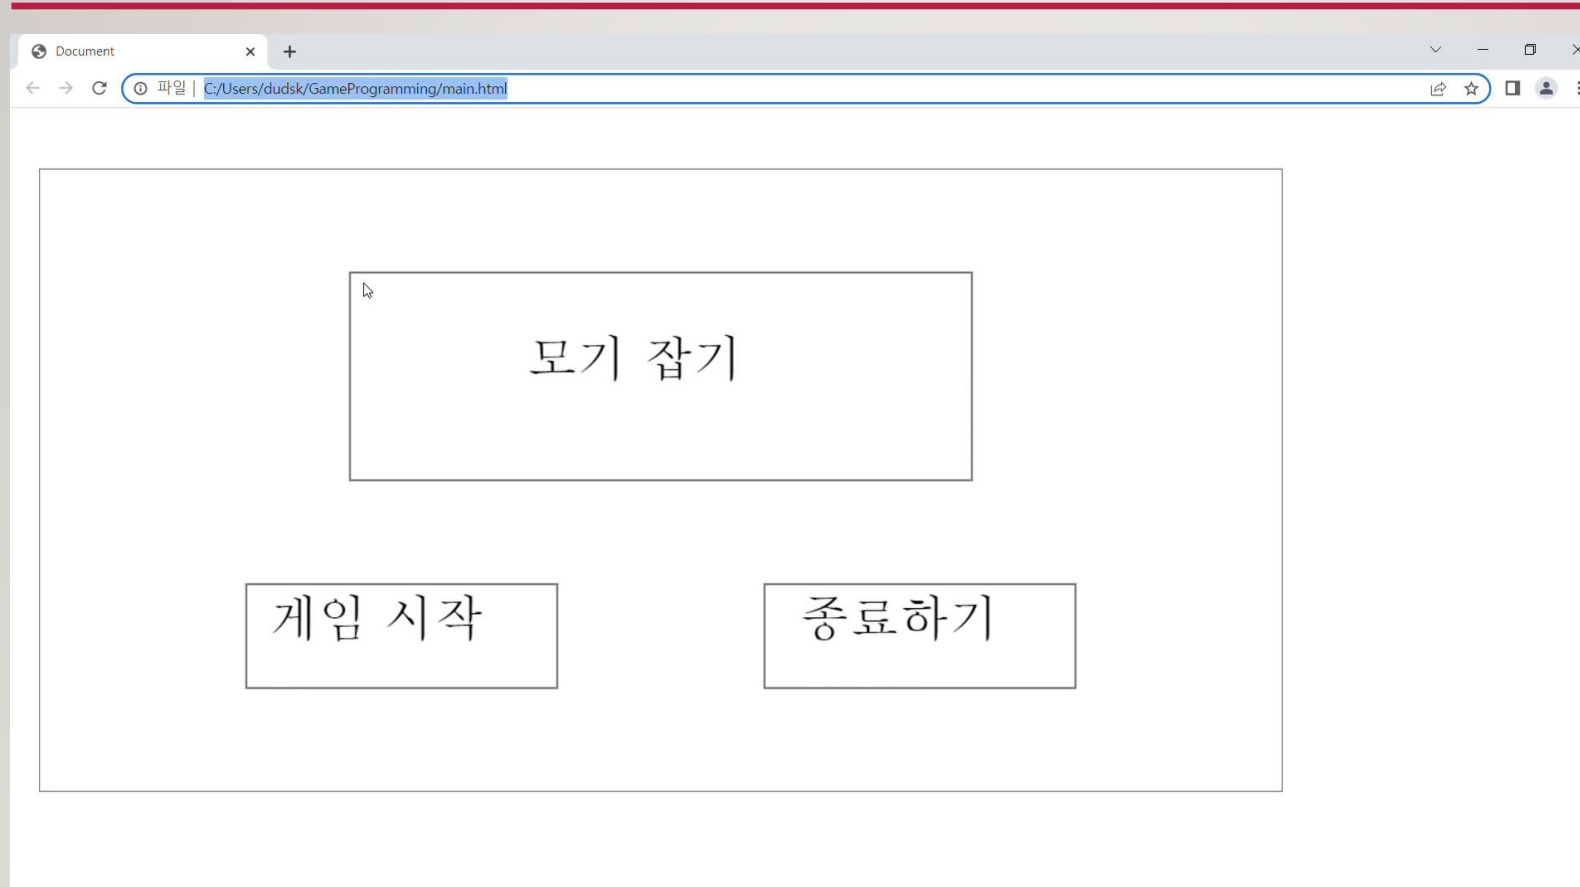 Document
파일 | C:/Users/dudsk/GameProgramming/main.html
모기 잡기
게임 시작
종료하기